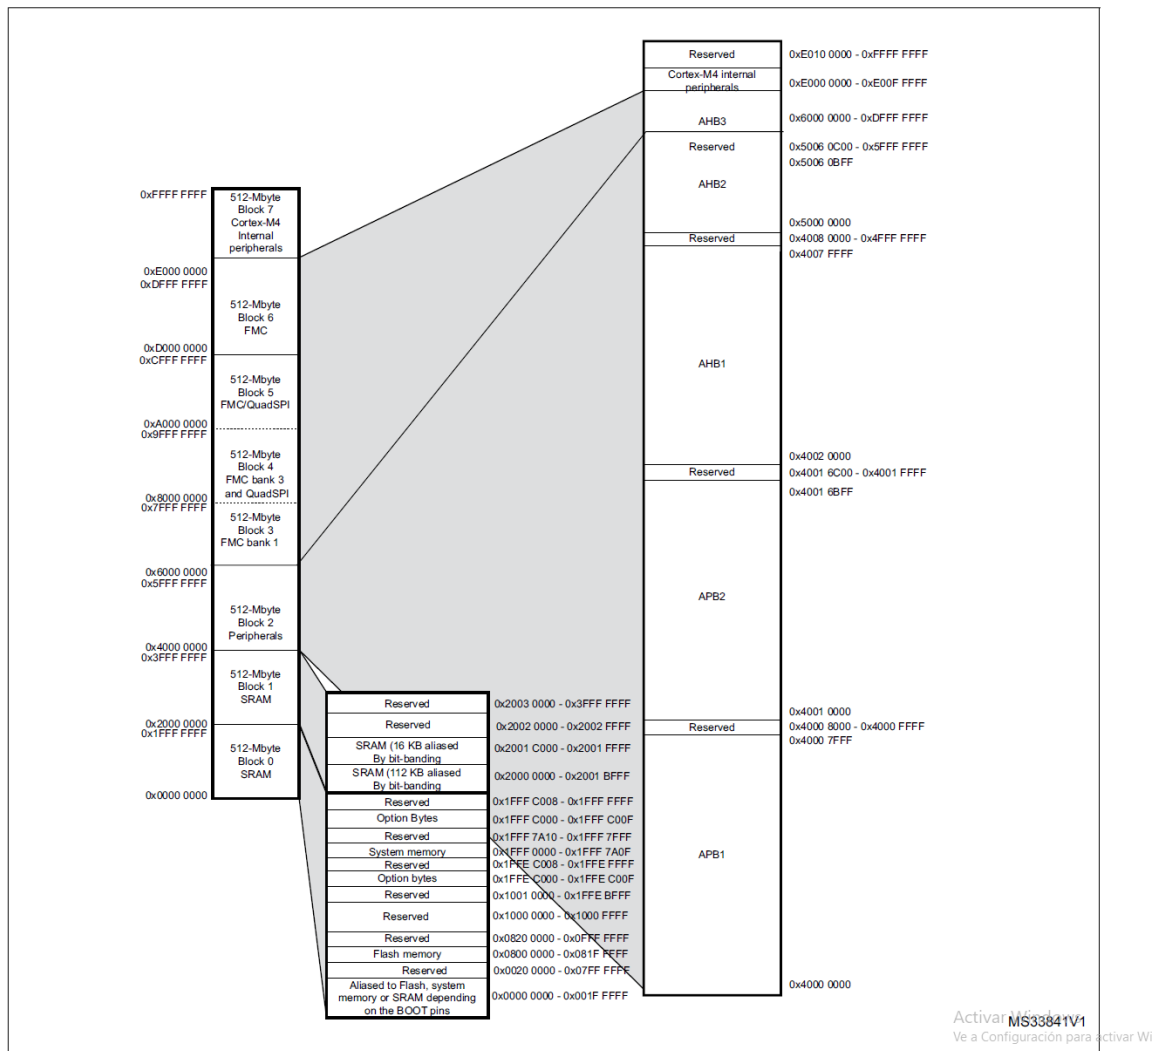 Reserved 0xE010 0000 - 0xFFFF FFFF
Cortex-M4 internal
peripherals 0xE000 0000 - 0xE00F FFFF
AHB3 0x6000 0000 - 0xDFFF FFFF
Reserved 0x5006 0C00 - 0x5FFF FFFF
0x5006 0BFF
AHB2
0x5000 0000
Reserved 0x4008 0000 - 0x4FFF FFFF
0x4007 FFFF
AHB1
0x4002 0000
Reserved 0x4001 6C00 - 0x4001 FFFF
0x4001 6BFF
APB2
0x4001 0000
Reserved 0x4000 8000 - 0x4000 FFFF
0x4000 7FFF
APB1
0x4000 0000
0xFFFF FFFF
512-Mbyte
Block 7
Cortex-M4
Internal
peripherals
0xE000 0000
0xDFFF FFFF
512-Mbyte
Block 6
FMC
0xD000 0000
0xCFFF FFFF
512-Mbyte
Block 5
FMC/QuadSPI
0xA000 0000
0x9FFF FFFF
512-Mbyte
Block 4
FMC bank 3
and QuadSPI
0x8000 0000
0x7FFF FFFF
512-Mbyte
Block 3
FMC bank 1
0x6000 0000
0x5FFF FFFF
512-Mbyte
Block 2
Peripherals
0x4000 0000
0x3FFF FFFF
512-Mbyte
Block 1
SRAM
0x2000 0000
0x1FFF FFFF
512-Mbyte
Block 0
SRAM
0x0000 0000
Reserved 0x2003 0000 - 0x3FFF FFFF
Reserved 0x2002 0000 - 0x2002 FFFF
SRAM (16 KB aliased
By bit-banding 0x2001 C000 - 0x2001 FFFF
SRAM (112 KB aliased
By bit-banding 0x2000 0000 - 0x2001 BFFF
Reserved 0x1FFF C008 - 0x1FFF FFFF
Option Bytes 0x1FFF C000 - 0x1FFF C00F
Reserved 0x1FFF 7A10 - 0x1FFF 7FFF
System memory 0x1FFF 0000 - 0x1FFF 7A0F
Reserved 0x1FFE C008 - 0x1FFE FFFF
Option bytes 0x1FFE C000 - 0x1FFE C00F
Reserved 0x1001 0000 - 0x1FFE BFFF
Reserved 0x1000 0000 - 0x1000 FFFF
Reserved 0x0820 0000 - 0x0FFF FFFF
Flash memory 0x0800 0000 - 0x081F FFFF
Reserved 0x0020 0000 - 0x07FF FFFF
Aliased to Flash, system
memory or SRAM depending
on the BOOT pins 0x0000 0000 - 0x001F FFFF
Activar Windows
MS33841V1
Ve a Configuración para activar Wi